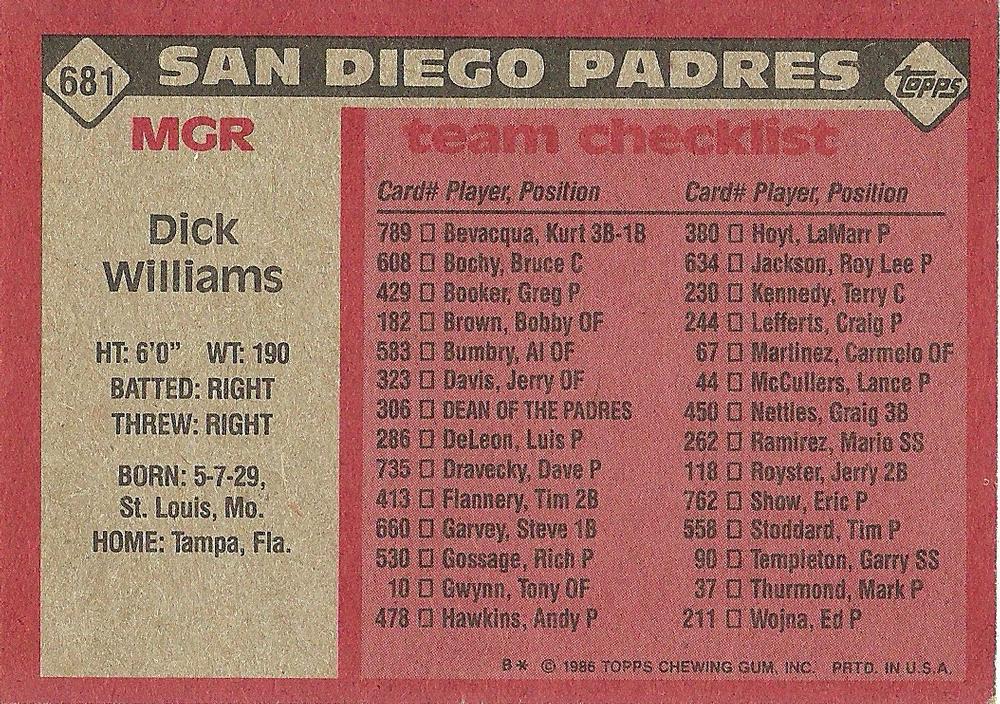 681 SAN DIEGO PADRES topps
MGR
Dick
Williams
HT: 6'0" WT: 190
BATTED: RIGHT
THREW: RIGHT
BORN: 5-7-29,
St. Louis, Mo.
HOME: Tampa, Fla.
team checklist
Card# Player, Position
789 ☐ Bevacqua, Kurt 3B-1B
608 ☐ Bochy, Bruce C
429 ☐ Booker, Greg P
182 ☐ Brown, Bobby OF
583 ☐ Bumbry, Al OF
323 ☐ Davis, Jerry OF
306 ☐ DEAN OF THE PADRES
286 ☐ DeLeon, Luis P
735 ☐ Dravecky, Dave P
413 ☐ Flannery, Tim 2B
660 ☐ Garvey, Steve 1B
530 ☐ Gossage, Rich P
10 ☐ Gwynn, Tony OF
478 ☐ Hawkins, Andy P
Card# Player, Position
380 ☐ Hoyt, LaMarr P
634 ☐ Jackson, Roy Lee P
230 ☐ Kennedy, Terry C
244 ☐ Lefferts, Craig P
67 ☐ Martinez, Carmelo OF
44 ☐ McCullers, Lance P
450 ☐ Nettles, Graig 3B
262 ☐ Ramirez, Mario SS
118 ☐ Royster, Jerry 2B
762 ☐ Show, Eric P
558 ☐ Stoddard, Tim P
90 ☐ Templeton, Garry SS
37 ☐ Thurmond, Mark P
211 ☐ Wojna, Ed P
B* © 1986 TOPPS CHEWING GUM, INC. PRTD. IN U.S.A.